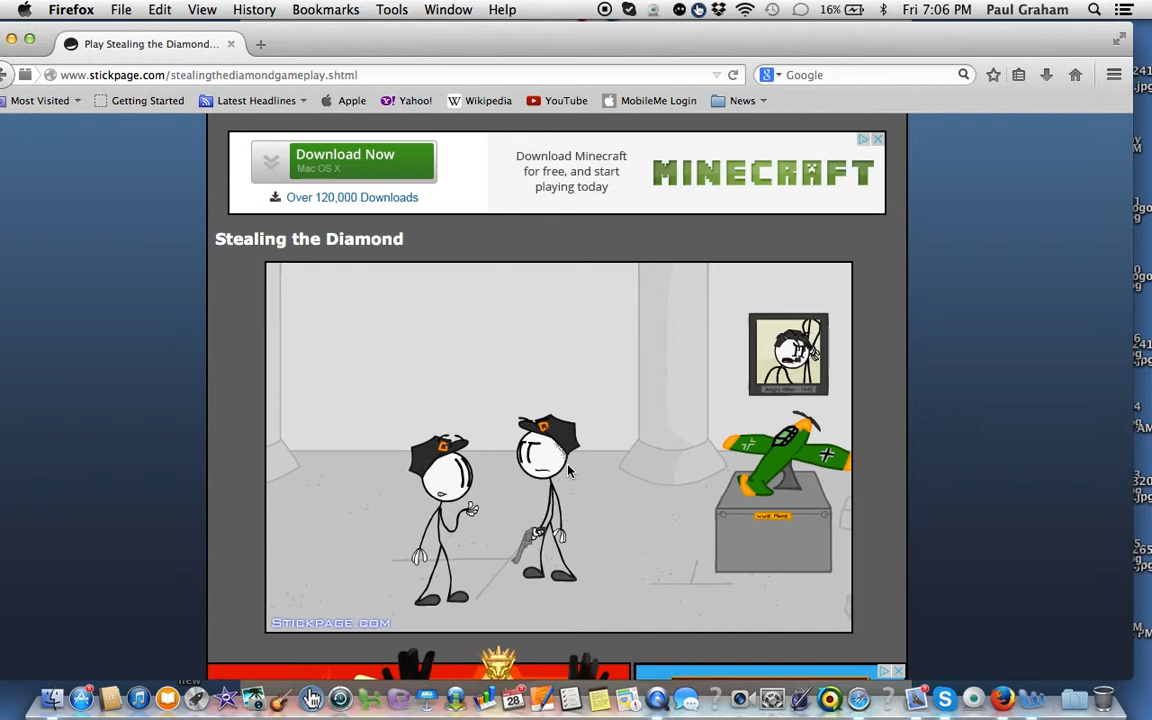 Firefox File Edit View History Bookmarks Tools Window Help 16% Fri 7:06 PM Paul Graham
Play Stealing the Diamond...
www.stickpage.com/stealingthediamondgameplay.shtml Google
Most Visited Getting Started Latest Headlines Apple Yahoo! Wikipedia YouTube MobileMe Login News
Download Now
Mac OS X
Over 120,000 Downloads
Download Minecraft
for free, and start
playing today
MINECRAFT
Stealing the Diamond
STICKPAGE.COM
new